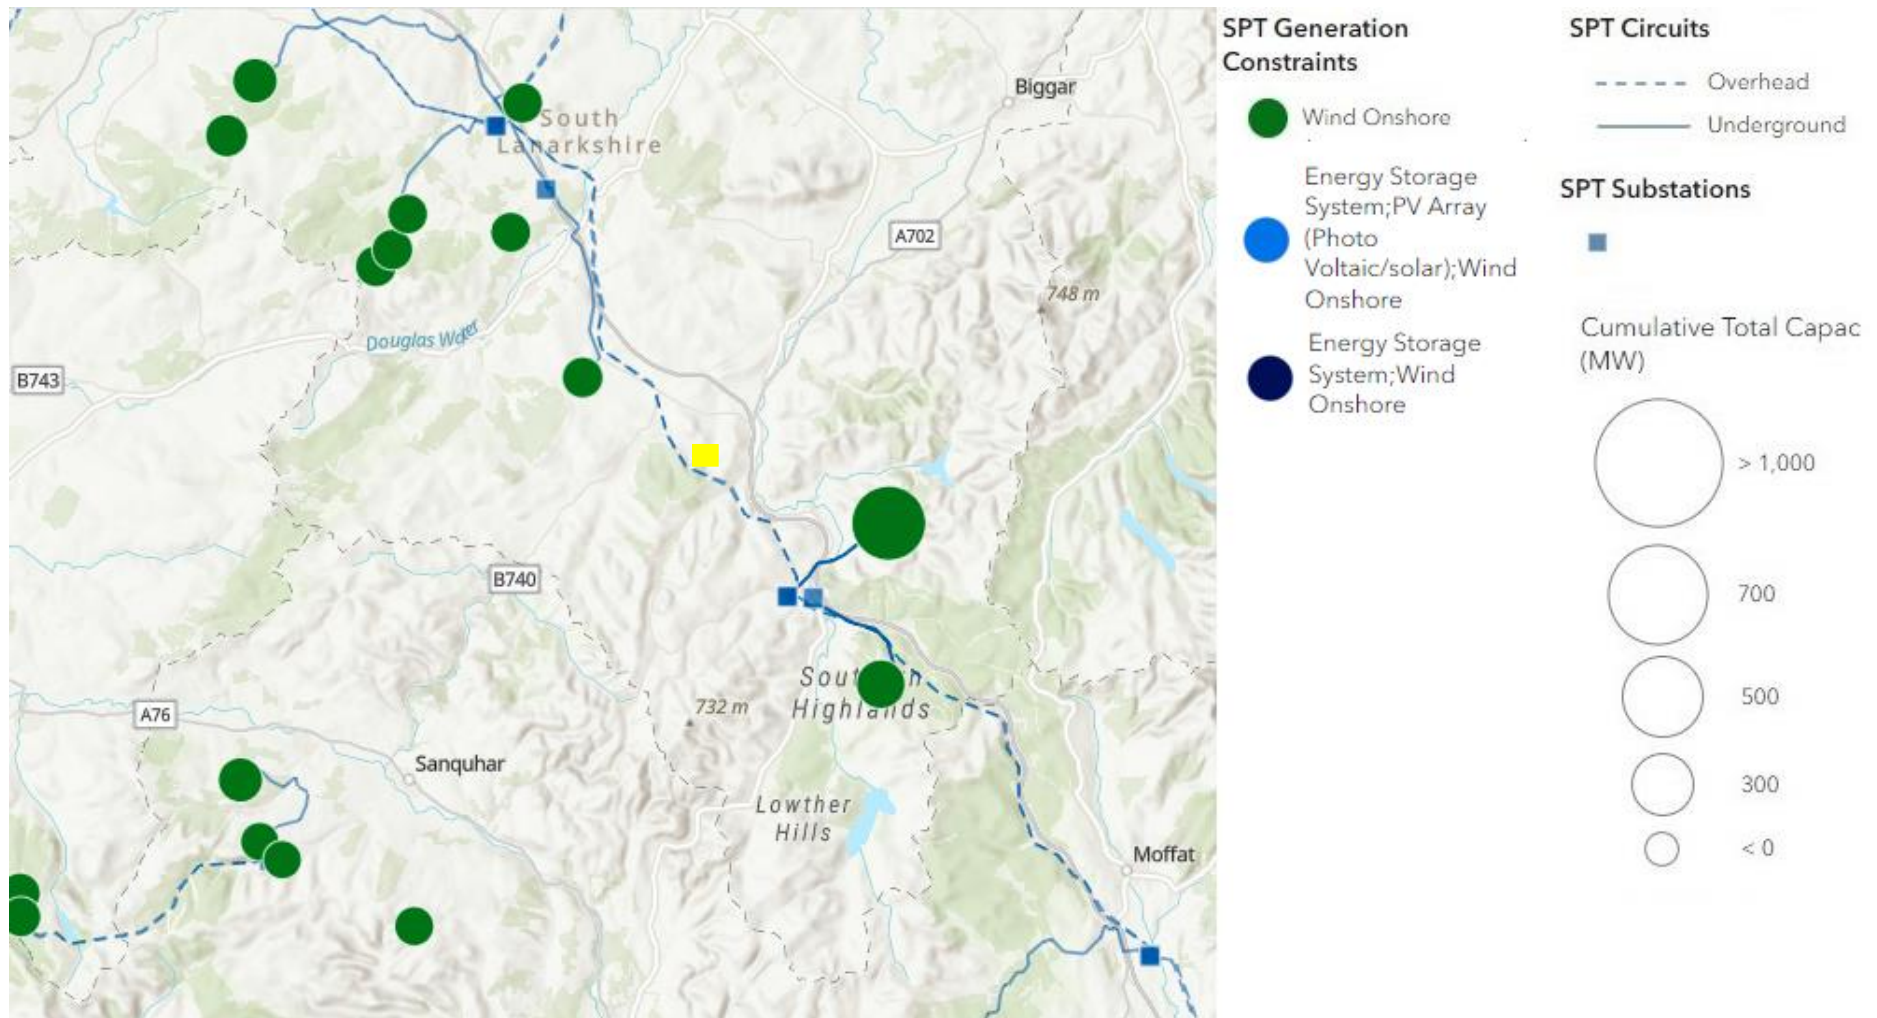 Biggar
South
Lanarkshire
A702
748 m
Douglas Water
B743
B740
Southern
Highlands
A76
732 m
Sanquhar
Lowther
Hills
Moffat
SPT Generation
Constraints
Wind Onshore
Energy Storage
System;PV Array
(Photo
Voltaic/solar);Wind
Onshore
Energy Storage
System;Wind
Onshore
SPT Circuits
Overhead
Underground
SPT Substations
Cumulative Total Capac
(MW)
> 1,000
700
500
300
< 0